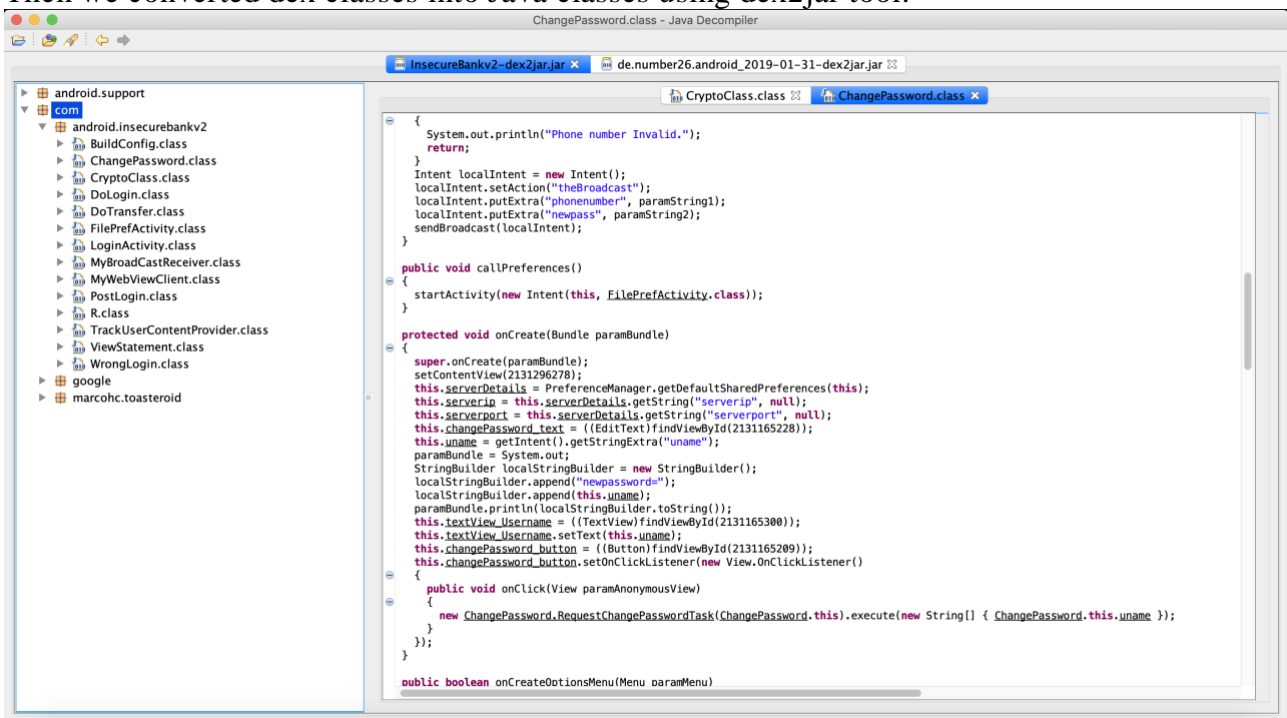 Then we converted dex classes into Java classes using dex2jar tool.
ChangePassword.class - Java Decompiler
InsecureBankv2-dex2jar.jar
de.number26.android_2019-01-31-dex2jar.jar
android.support
com
android.insecurebankv2
BuildConfig.class
ChangePassword.class
CryptoClass.class
DoLogin.class
DoTransfer.class
FilePrefActivity.class
LoginActivity.class
MyBroadCastReceiver.class
MyWebViewClient.class
PostLogin.class
R.class
TrackUserContentProvider.class
ViewStatement.class
WrongLogin.class
google
marcohc.toasteroid
CryptoClass.class
ChangePassword.class
{
System.out.println("Phone number Invalid.");
return;
}
Intent localIntent = new Intent();
localIntent.setAction("theBroadcast");
localIntent.putExtra("phonenumber", paramString1);
localIntent.putExtra("newpass", paramString2);
sendBroadcast(localIntent);
}
public void callPreferences()
{
startActivity(new Intent(this, FilePrefActivity.class));
}
protected void onCreate(Bundle paramBundle)
{
super.onCreate(paramBundle);
setContentView(2131296278);
this.serverDetails = PreferenceManager.getDefaultSharedPreferences(this);
this.serverip = this.serverDetails.getString("serverip", null);
this.serverport = this.serverDetails.getString("serverport", null);
this.changePassword_text = ((EditText)findViewById(2131165228));
this.uname = getIntent().getStringExtra("uname");
paramBundle = System.out;
StringBuilder localStringBuilder = new StringBuilder();
localStringBuilder.append("newpassword=");
localStringBuilder.append(this.uname);
paramBundle.println(localStringBuilder.toString());
this.textView_Username = ((TextView)findViewById(2131165300));
this.textView_Username.setText(this.uname);
this.changePassword_button = ((Button)findViewById(2131165209));
this.changePassword_button.setOnClickListener(new View.OnClickListener()
{
public void onClick(View paramAnonymousView)
{
new ChangePassword.RequestChangePasswordTask(ChangePassword.this).execute(new String[] { ChangePassword.this.uname });
}
});
}
public boolean onCreateOptionsMenu(Menu paramMenu)